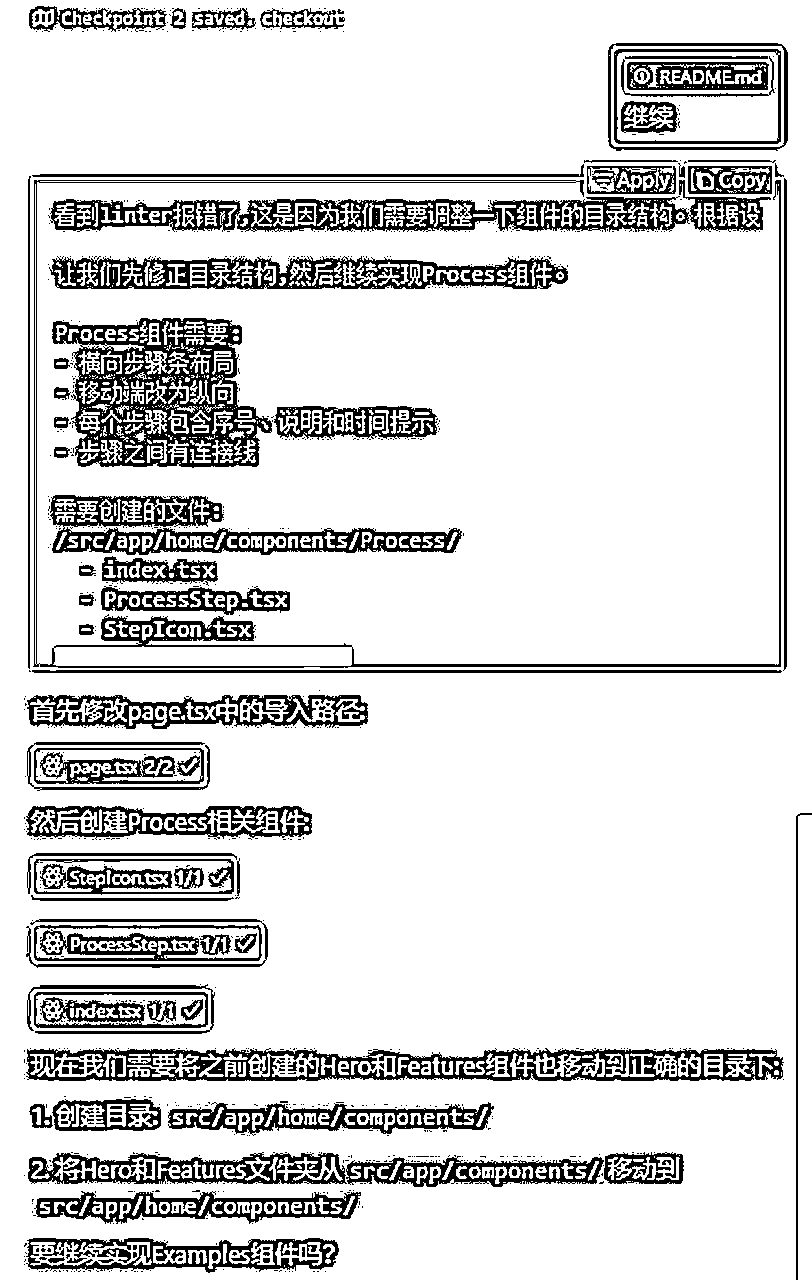 Checkpoint 2 saved. checkout
README.md
继续
Apply Copy
看到linter报错了,这是因为我们需要调整一下组件的目录结构。根据设
让我们先修正目录结构,然后继续实现Process组件。
Process组件需要:
- 横向步骤条布局
- 移动端改为纵向
- 每个步骤包含序号、说明和时间提示
- 步骤之间有连接线
需要创建的文件:
/src/app/home/components/Process/
- index.tsx
- ProcessStep.tsx
- StepIcon.tsx
首先修改page.tsx中的导入路径:
page.tsx 2/2
然后创建Process相关组件:
StepIcon.tsx 1/1
ProcessStep.tsx 1/1
index.tsx 1/1
现在我们需要将之前创建的Hero和Features组件也移动到正确的目录下:
1. 创建目录: src/app/home/components/
2. 将Hero和Features文件夹从 src/app/components/ 移动到
src/app/home/components/
要继续实现Examples组件吗?